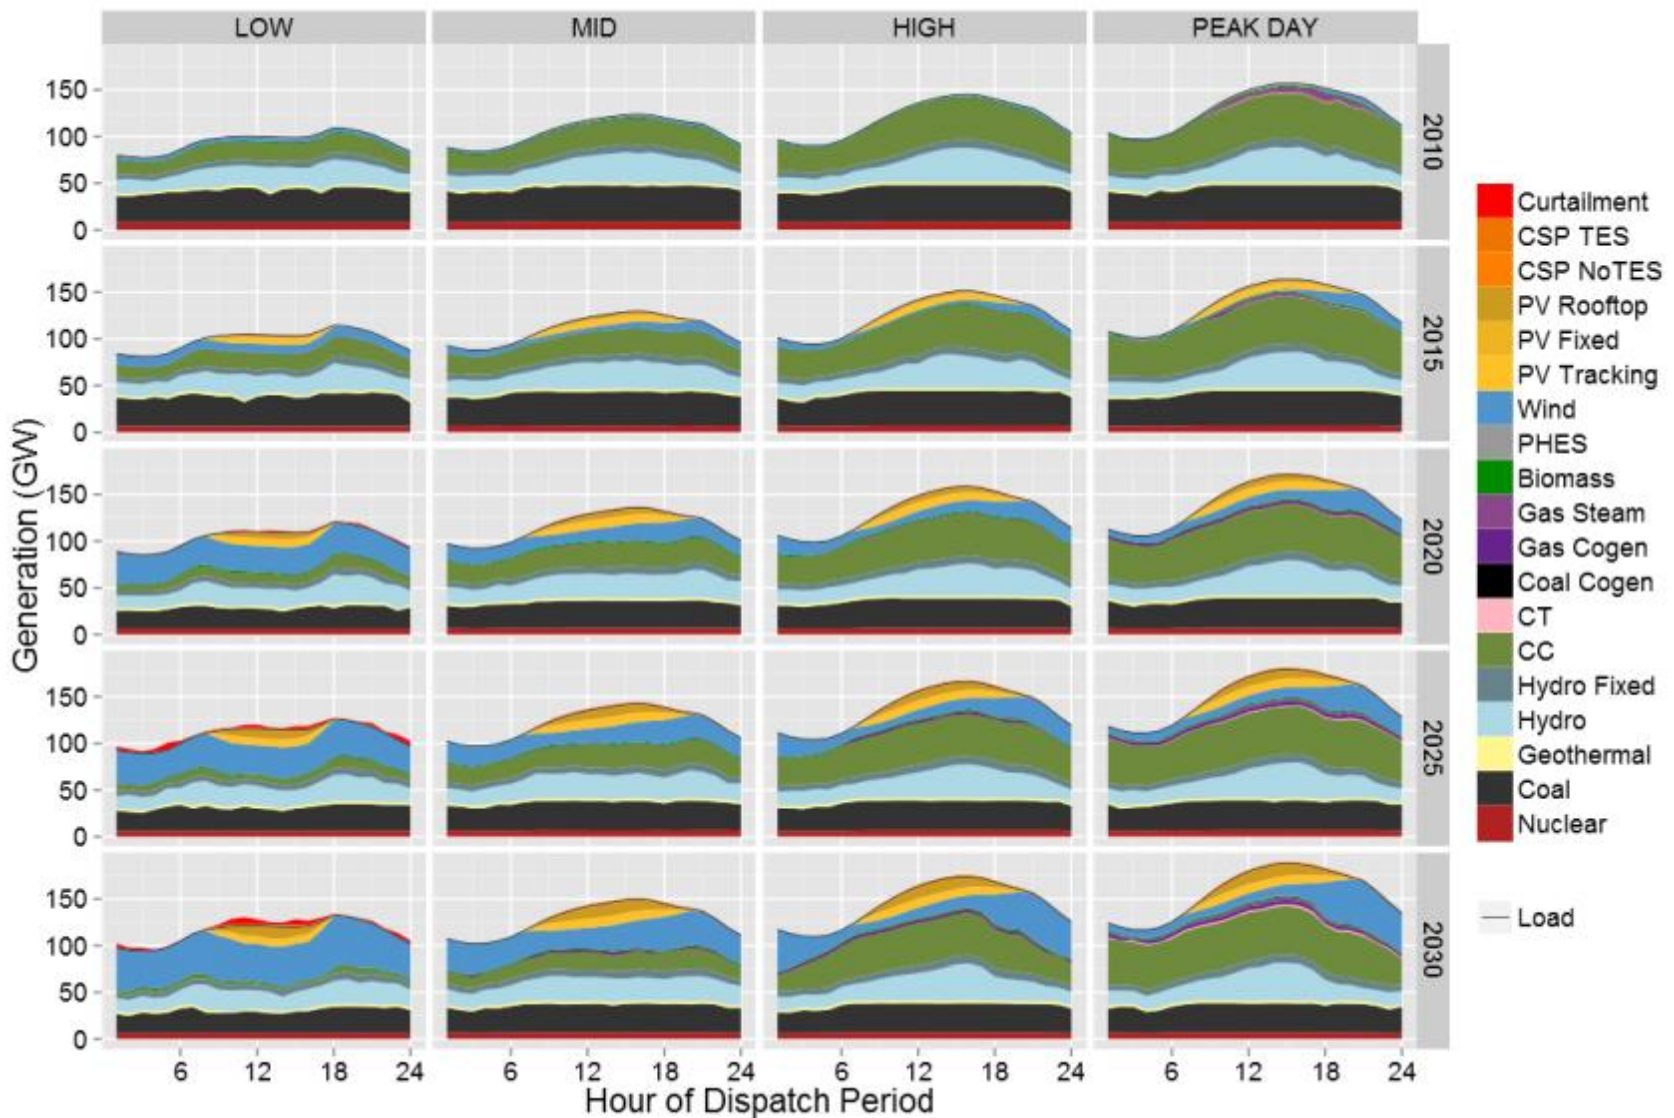 LOW MID HIGH PEAK DAY
150
100
50
0
2010
150
100
50
0
2015
150
100
50
0
2020
150
100
50
0
2025
150
100
50
0
2030
Generation (GW)
6 12 18 24 6 12 18 24 6 12 18 24 6 12 18 24
Hour of Dispatch Period
Curtailment
CSP TES
CSP NoTES
PV Rooftop
PV Fixed
PV Tracking
Wind
PHES
Biomass
Gas Steam
Gas Cogen
Coal Cogen
CT
CC
Hydro Fixed
Hydro
Geothermal
Coal
Nuclear
Load